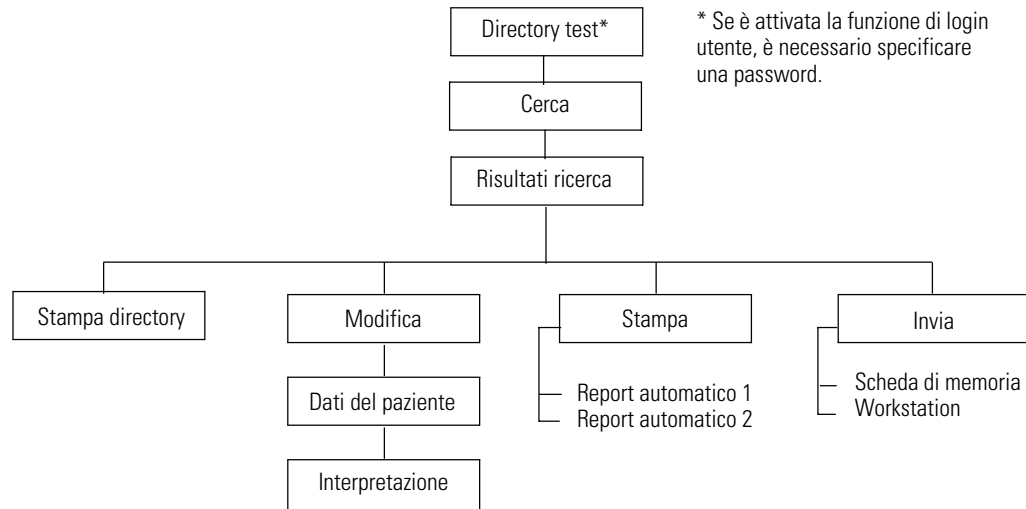 Directory test*
* Se è attivata la funzione di login
utente, è necessario specificare
una password.
Cerca
Risultati ricerca
Stampa directory
Modifica
Stampa
Invia
Dati del paziente
Report automatico 1
Report automatico 2
Scheda di memoria
Workstation
Interpretazione